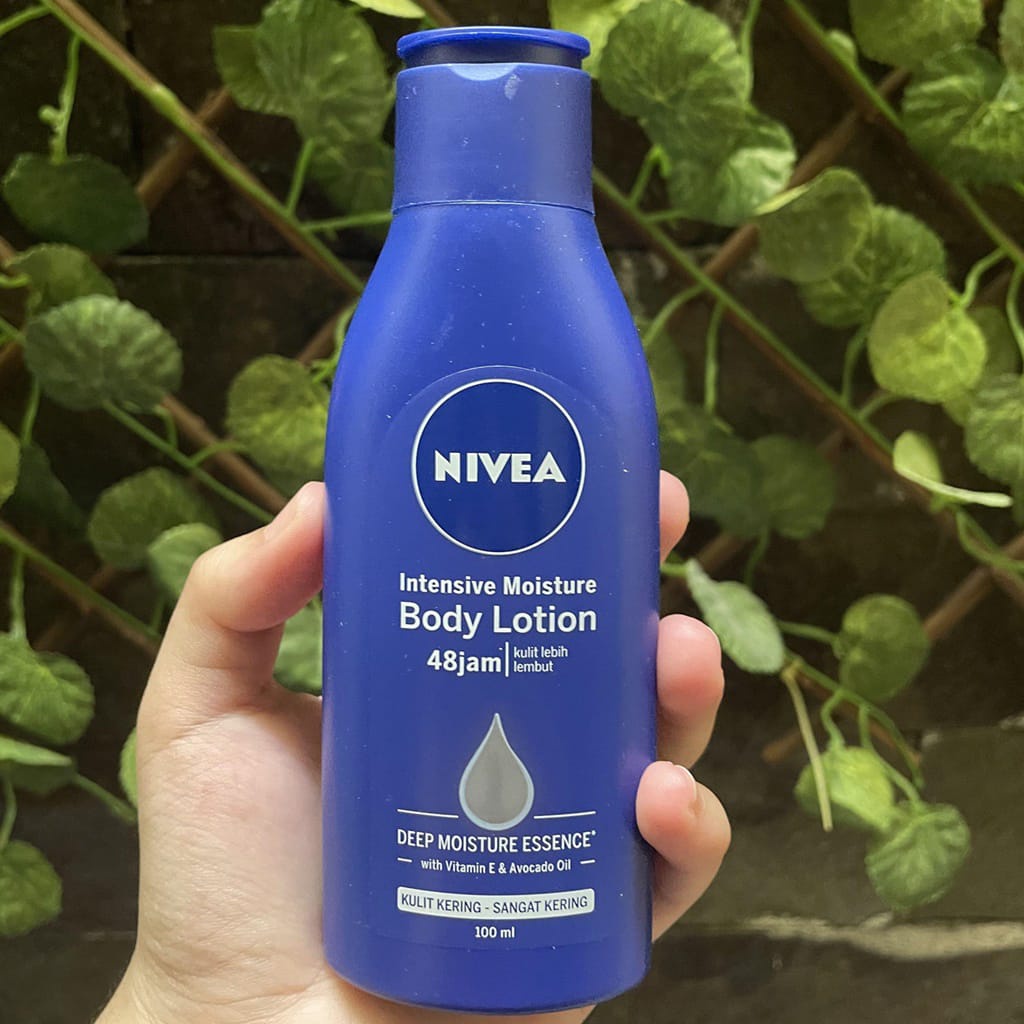 NIVEA
Intensive Moisture
Body Lotion
48jam
kulit lebih
lembut
DEEP MOISTURE ESSENCE*
with Vitamin E & Avocado Oil
KULIT KERING - SANGAT KERING
100 ml